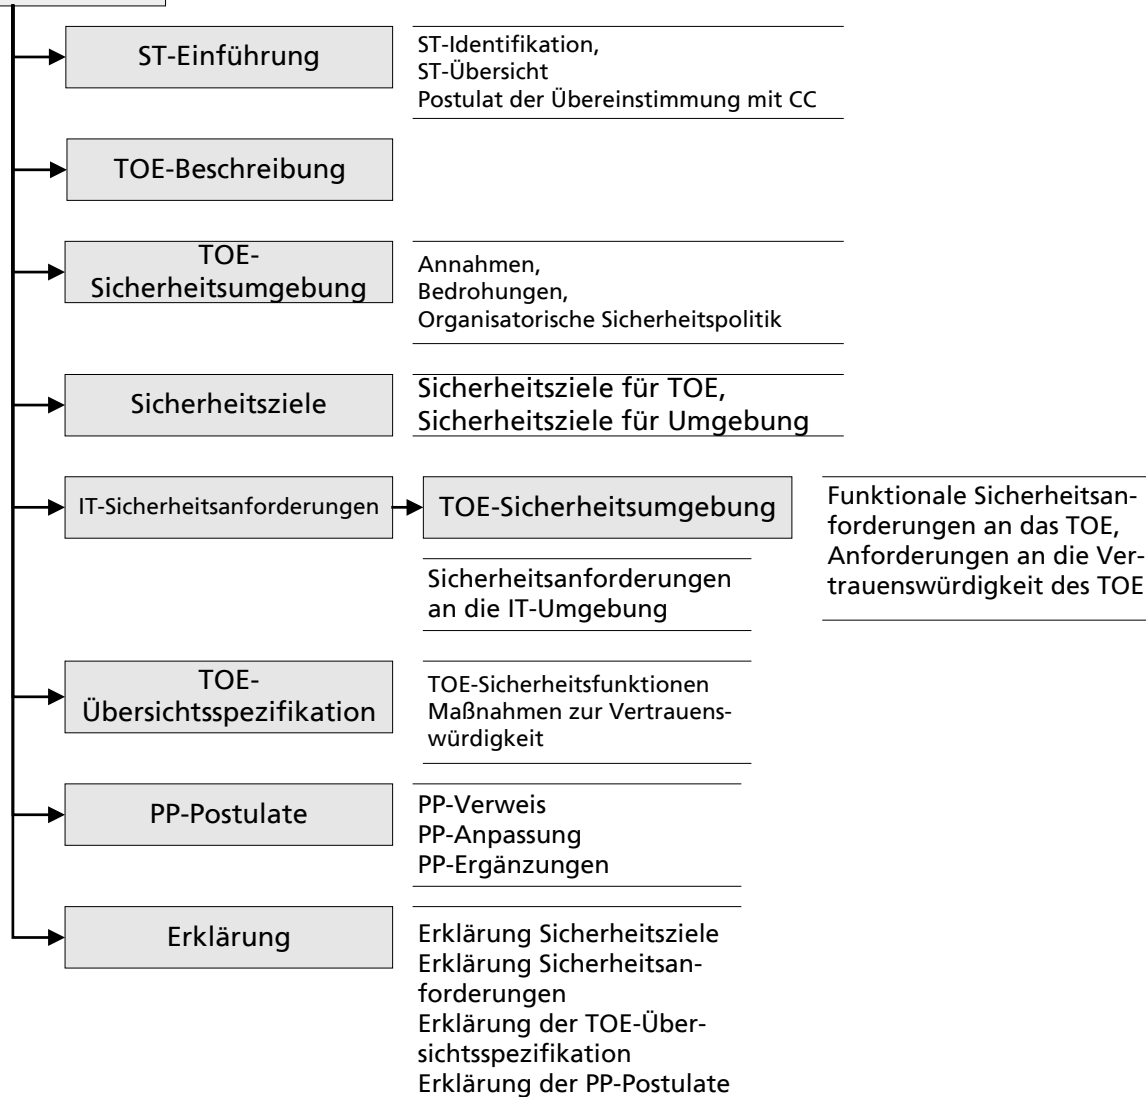 ST-Einführung
ST-Identifikation,
ST-Übersicht
Postulat der Übereinstimmung mit CC
TOE-Beschreibung
TOE-
Sicherheitsumgebung
Annahmen,
Bedrohungen,
Organisatorische Sicherheitspolitik
Sicherheitsziele
Sicherheitsziele für TOE,
Sicherheitsziele für Umgebung
IT-Sicherheitsanforderungen
TOE-Sicherheitsumgebung
Funktionale Sicherheitsan-
forderungen an das TOE,
Anforderungen an die Ver-
trauenswürdigkeit des TOE
Sicherheitsanforderungen
an die IT-Umgebung
TOE-
Übersichtsspezifikation
TOE-Sicherheitsfunktionen
Maßnahmen zur Vertrauens-
würdigkeit
PP-Postulate
PP-Verweis
PP-Anpassung
PP-Ergänzungen
Erklärung
Erklärung Sicherheitsziele
Erklärung Sicherheitsan-
forderungen
Erklärung der TOE-Über-
sichtsspezifikation
Erklärung der PP-Postulate